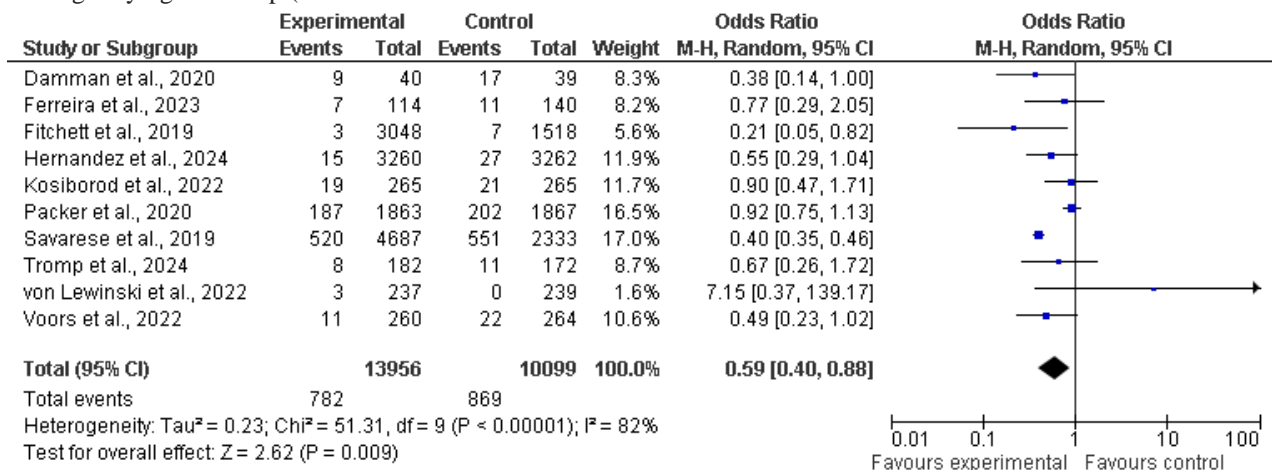 Experimental Control Odds Ratio Odds Ratio
Study or Subgroup Events Total Events Total Weight M-H, Random, 95% CI M-H, Random, 95% CI
Damman et al., 2020 9 40 17 39 8.3% 0.38 [0.14, 1.00]
Ferreira et al., 2023 7 114 11 140 8.2% 0.77 [0.29, 2.05]
Fitchett et al., 2019 3 3048 7 1518 5.6% 0.21 [0.05, 0.82]
Hernandez et al., 2024 15 3260 27 3262 11.9% 0.55 [0.29, 1.04]
Kosiborod et al., 2022 19 265 21 265 11.7% 0.90 [0.47, 1.71]
Packer et al., 2020 187 1863 202 1867 16.5% 0.92 [0.75, 1.13]
Savarese et al., 2019 520 4687 551 2333 17.0% 0.40 [0.35, 0.46]
Tromp et al., 2024 8 182 11 172 8.7% 0.67 [0.26, 1.72]
von Lewinski et al., 2022 3 237 0 239 1.6% 7.15 [0.37, 139.17]
Voors et al., 2022 11 260 22 264 10.6% 0.49 [0.23, 1.02]
Total (95% CI) 13956 10099 100.0% 0.59 [0.40, 0.88]
Total events 782 869
Heterogeneity: Tau² = 0.23; Chi² = 51.31, df = 9 (P < 0.00001); I² = 82%
Test for overall effect: Z = 2.62 (P = 0.009)
0.01 0.1 1 10 100
Favours experimental Favours control